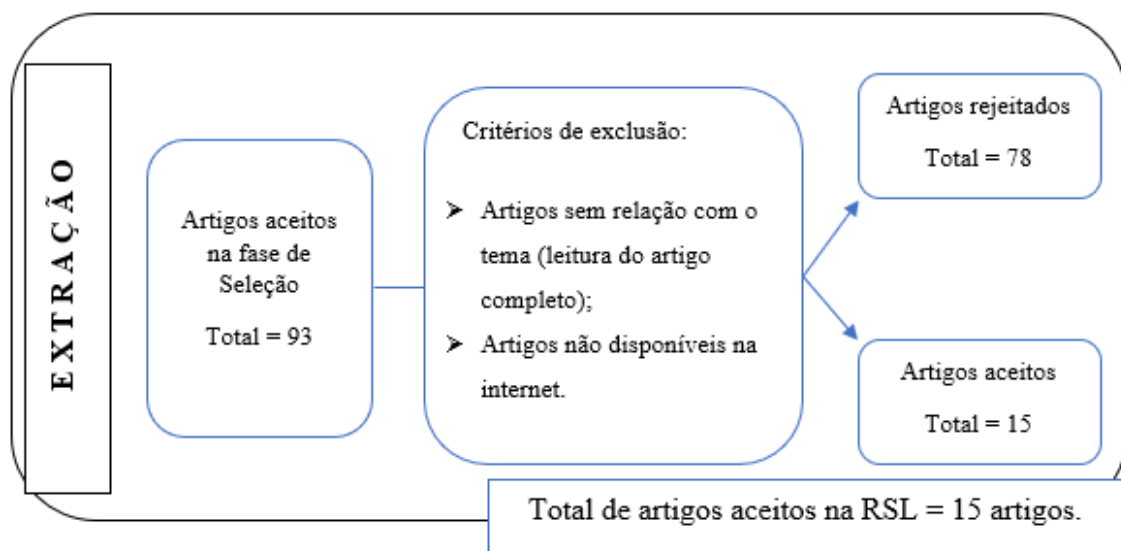 EXTRAÇÃO
Artigos aceitos
na fase de
Seleção
Total = 93
Critérios de exclusão:
➤ Artigos sem relação com o
tema (leitura do artigo
completo);
➤ Artigos não disponíveis na
internet.
Artigos rejeitados
Total = 78
Artigos aceitos
Total = 15
Total de artigos aceitos na RSL = 15 artigos.